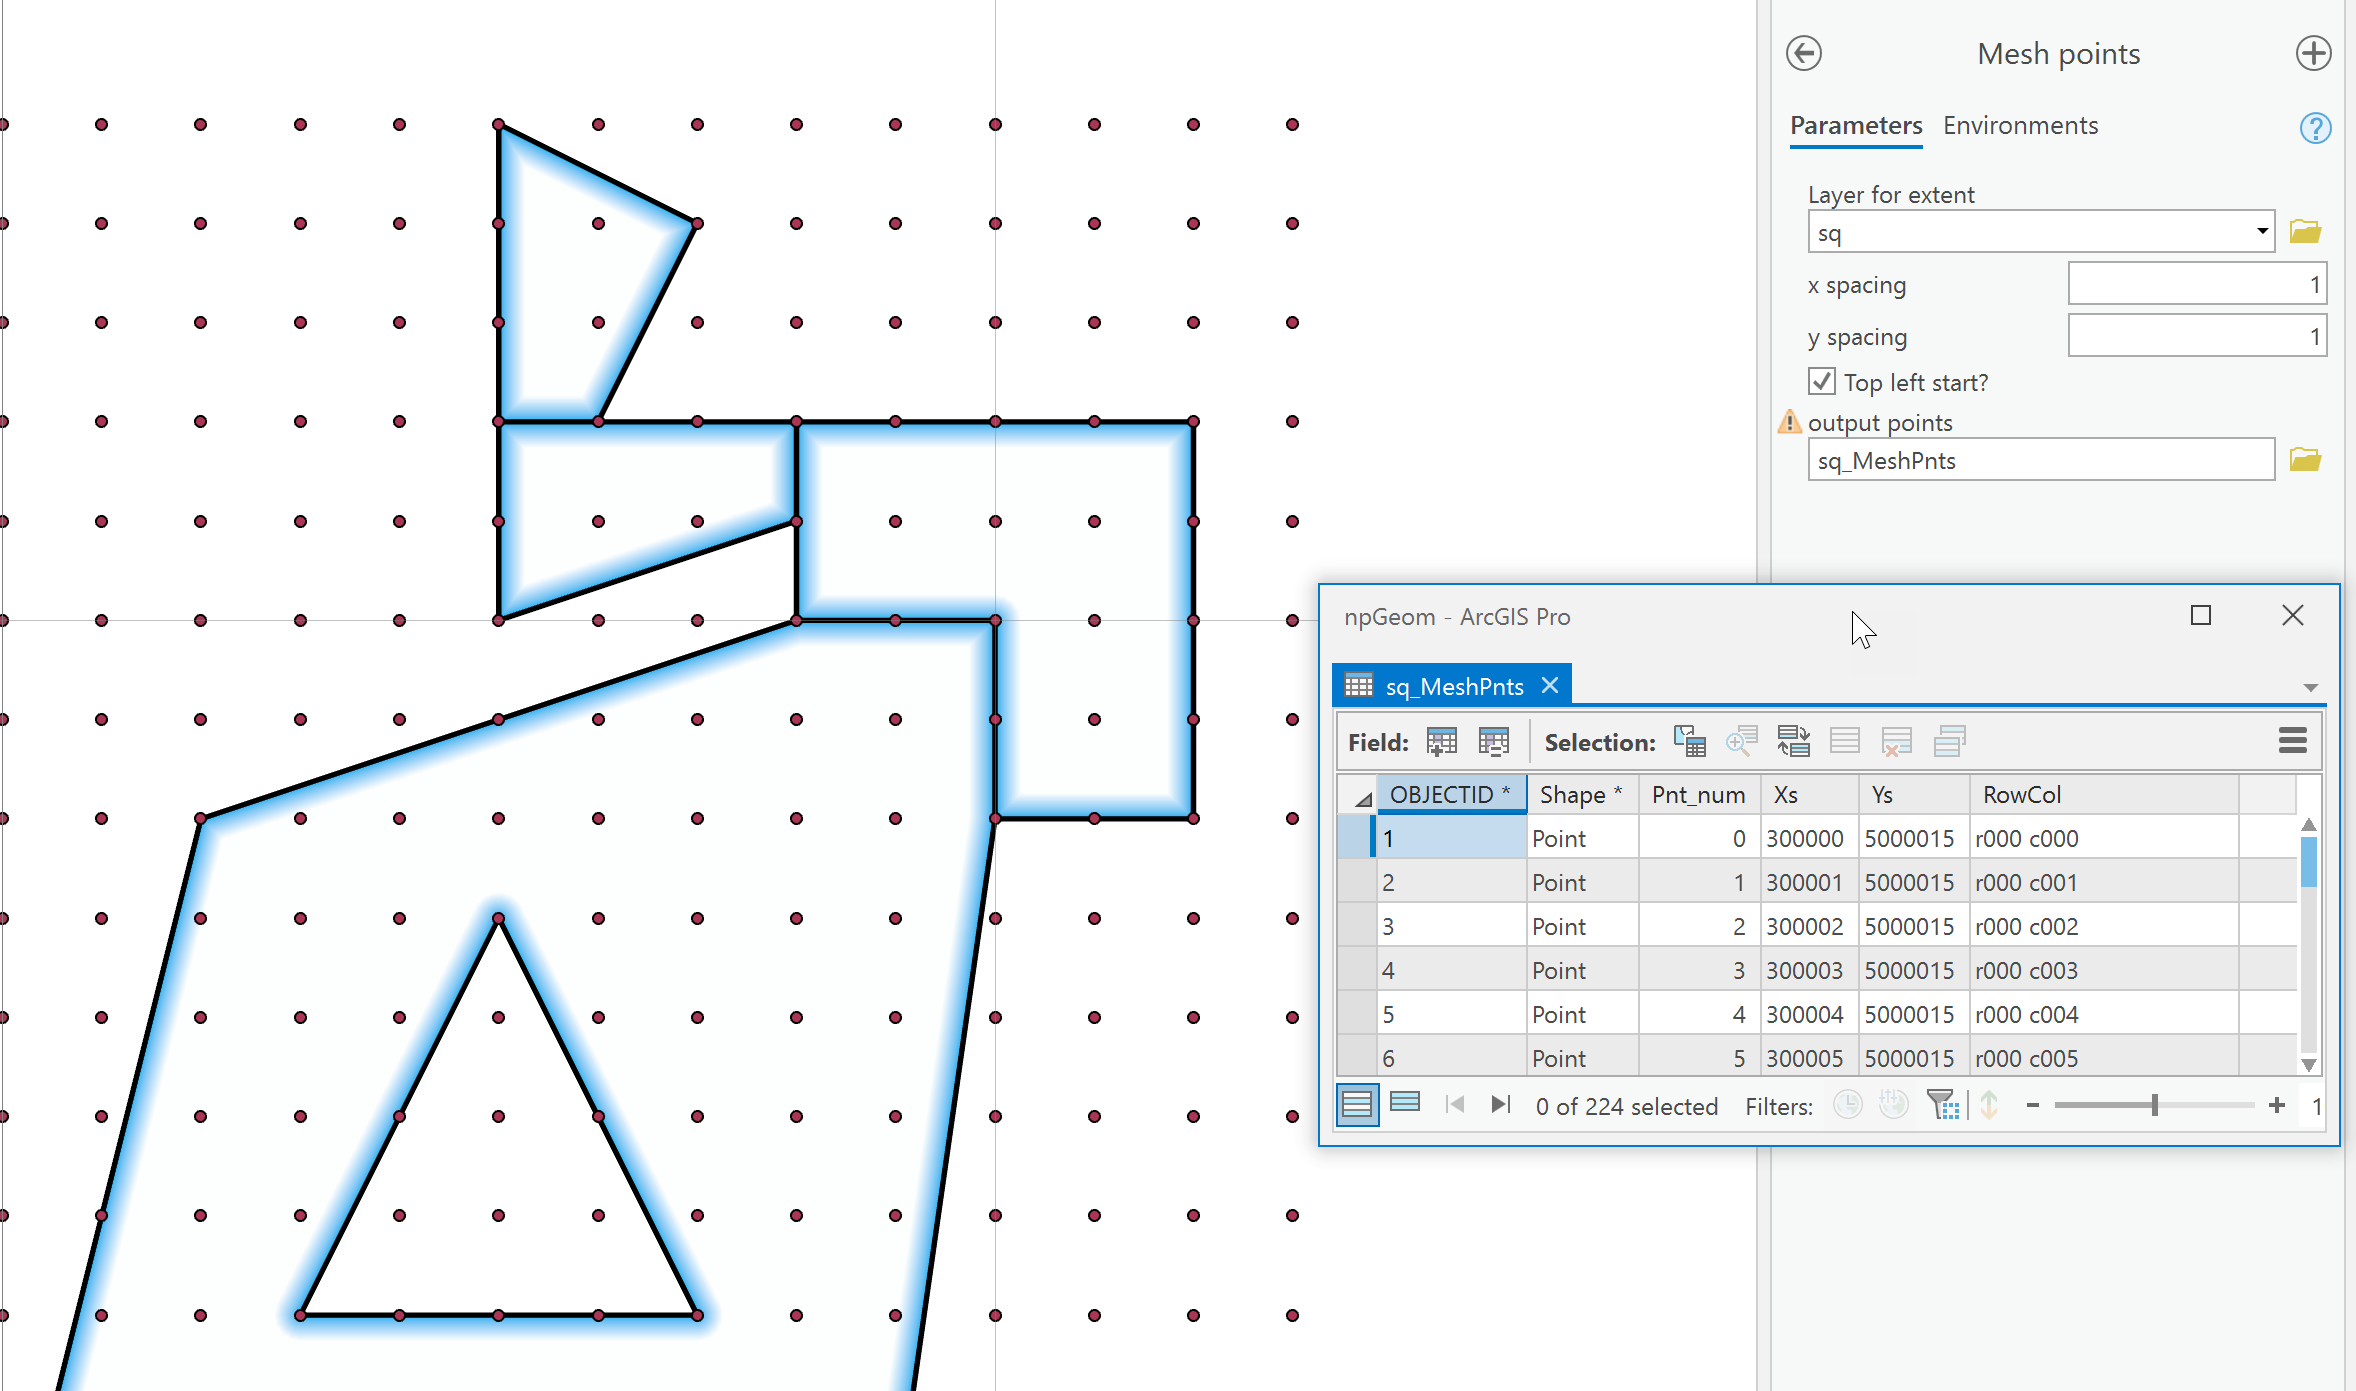 Mesh points
Parameters Environments
Layer for extent
sq
x spacing 1
y spacing 1
Top left start?
output points
sq_MeshPnts
npGeom - ArcGIS Pro
sq_MeshPnts
Field: Selection:
OBJECTID * Shape * Pnt_num Xs Ys RowCol
1 Point 0 300000 5000015 r000 c000
2 Point 1 300001 5000015 r000 c001
3 Point 2 300002 5000015 r000 c002
4 Point 3 300003 5000015 r000 c003
5 Point 4 300004 5000015 r000 c004
6 Point 5 300005 5000015 r000 c005
0 of 224 selected Filters: - + 1